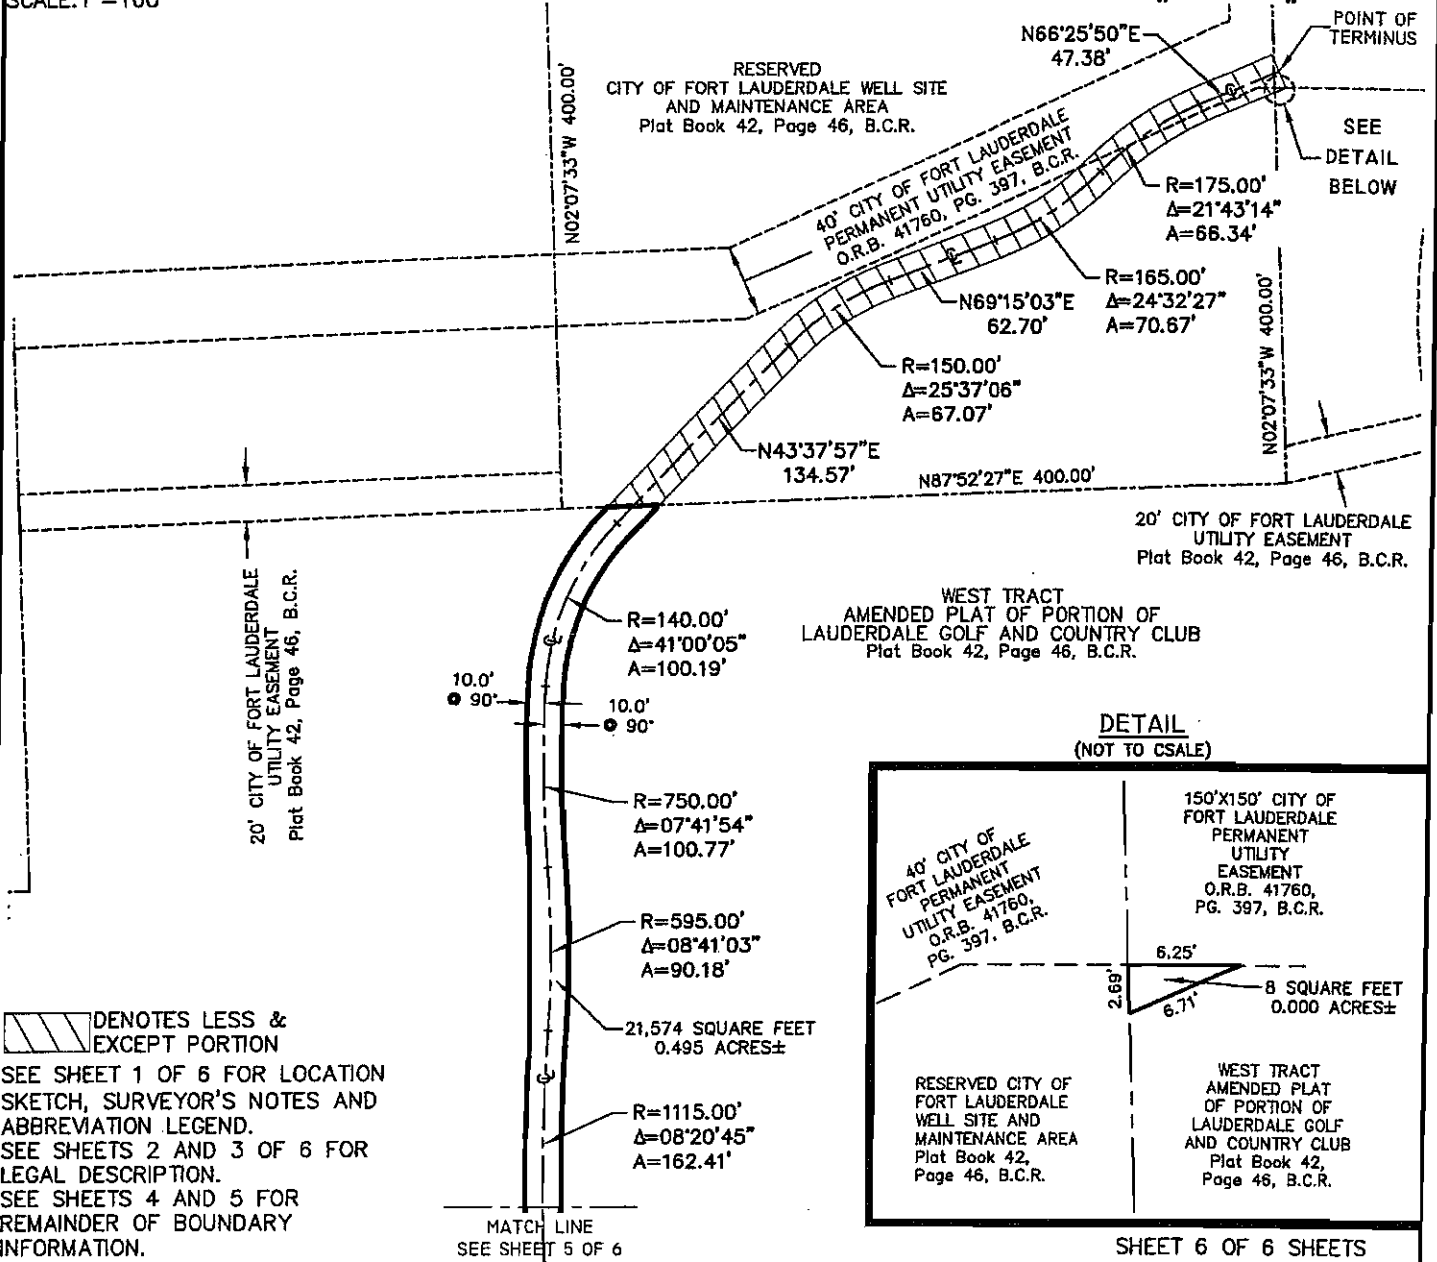 N66°25'50"E
47.38'
POINT OF
TERMINUS
RESERVED
CITY OF FORT LAUDERDALE WELL SITE
AND MAINTENANCE AREA
Plat Book 42, Page 46, B.C.R.
N02°07'33"W 400.00'
40' CITY OF FORT LAUDERDALE
PERMANENT UTILITY EASEMENT
O.R.B. 41760, PG. 397, B.C.R.
SEE
DETAIL
BELOW
R=175.00'
Δ=21°43'14"
A=66.34'
R=165.00'
Δ=24°32'27"
A=70.67'
N69°15'03"E
62.70'
N02°07'33"W 400.00'
R=150.00'
Δ=25°37'06"
A=67.07'
N43°37'57"E
134.57'
N87°52'27"E 400.00'
20' CITY OF FORT LAUDERDALE
UTILITY EASEMENT
Plat Book 42, Page 46, B.C.R.
20' CITY OF FORT LAUDERDALE
UTILITY EASEMENT
Plat Book 42, Page 46, B.C.R.
WEST TRACT
AMENDED PLAT OF PORTION OF
LAUDERDALE GOLF AND COUNTRY CLUB
Plat Book 42, Page 46, B.C.R.
R=140.00'
Δ=41°00'05"
A=100.19'
10.0'
@ 90°
10.0'
@ 90°
R=750.00'
Δ=07°41'54"
A=100.77'
R=595.00'
Δ=08°41'03"
A=90.18'
21,574 SQUARE FEET
0.495 ACRES±
R=1115.00'
Δ=08°20'45"
A=162.41'
MATCH LINE
SEE SHEET 5 OF 6
DENOTES LESS &
EXCEPT PORTION
SEE SHEET 1 OF 6 FOR LOCATION
SKETCH, SURVEYOR'S NOTES AND
ABBREVIATION LEGEND.
SEE SHEETS 2 AND 3 OF 6 FOR
LEGAL DESCRIPTION.
SEE SHEETS 4 AND 5 FOR
REMAINDER OF BOUNDARY
INFORMATION.
DETAIL
(NOT TO CSALE)
40' CITY OF
FORT LAUDERDALE
PERMANENT
UTILITY EASEMENT
O.R.B. 41760,
PG. 397, B.C.R.
150'X150' CITY OF
FORT LAUDERDALE
PERMANENT
UTILITY
EASEMENT
O.R.B. 41760,
PG. 397, B.C.R.
6.25'
2.69'
6.71'
8 SQUARE FEET
0.000 ACRES±
RESERVED CITY OF
FORT LAUDERDALE
WELL SITE AND
MAINTENANCE AREA
Plat Book 42,
Page 46, B.C.R.
WEST TRACT
AMENDED PLAT
OF PORTION OF
LAUDERDALE GOLF
AND COUNTRY CLUB
Plat Book 42,
Page 46, B.C.R.
SHEET 6 OF 6 SHEETS